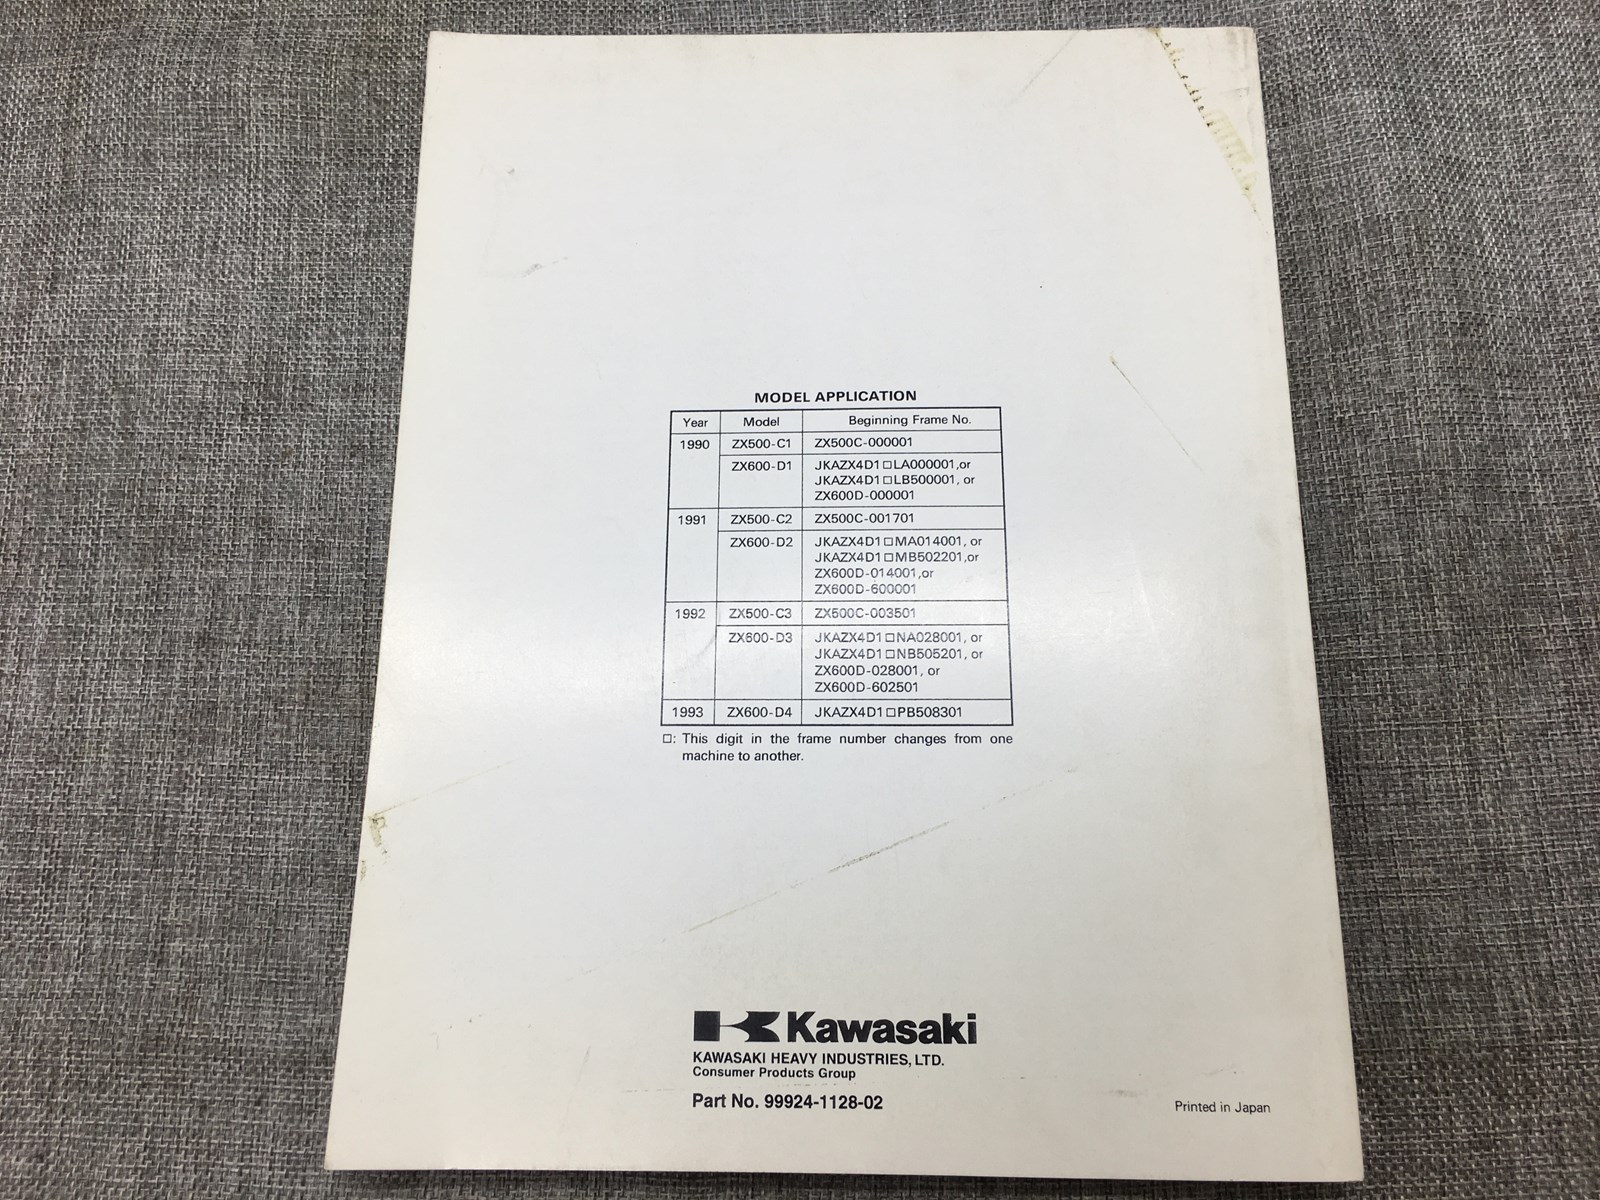 MODEL APPLICATION
Year Model Beginning Frame No.
1990 ZX500-C1 ZX500C-000001
ZX600-D1 JKAZX4D1□LA000001,or
JKAZX4D1□LB500001, or
ZX600D-000001
1991 ZX500-C2 ZX500C-001701
ZX600-D2 JKAZX4D1□MA014001, or
JKAZX4D1□MB502201,or
ZX600D-014001,or
ZX600D-600001
1992 ZX500-C3 ZX500C-003501
ZX600-D3 JKAZX4D1□NA028001, or
JKAZX4D1□NB505201, or
ZX600D-028001, or
ZX600D-602501
1993 ZX600-D4 JKAZX4D1□PB508301
□: This digit in the frame number changes from one
machine to another.
Kawasaki
KAWASAKI HEAVY INDUSTRIES, LTD.
Consumer Products Group
Part No. 99924-1128-02
Printed in Japan